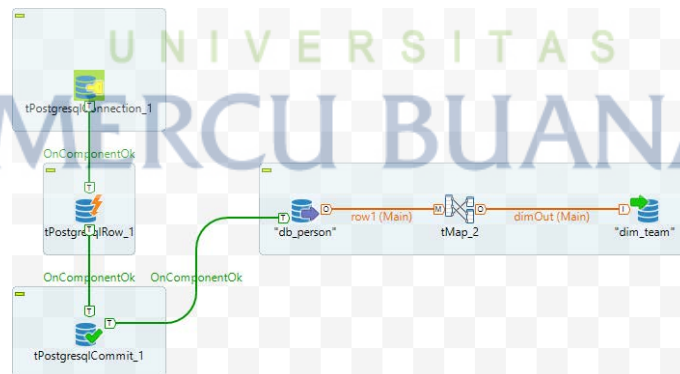 UNIVERSITAS
MERCU BUANA
tPostgresqlConnection_1
OnComponentOk
tPostgresqlRow_1
"db_person"
row1 (Main)
tMap_2
dimOut (Main)
"dim_team"
OnComponentOk
OnComponentOk
tPostgresqlCommit_1